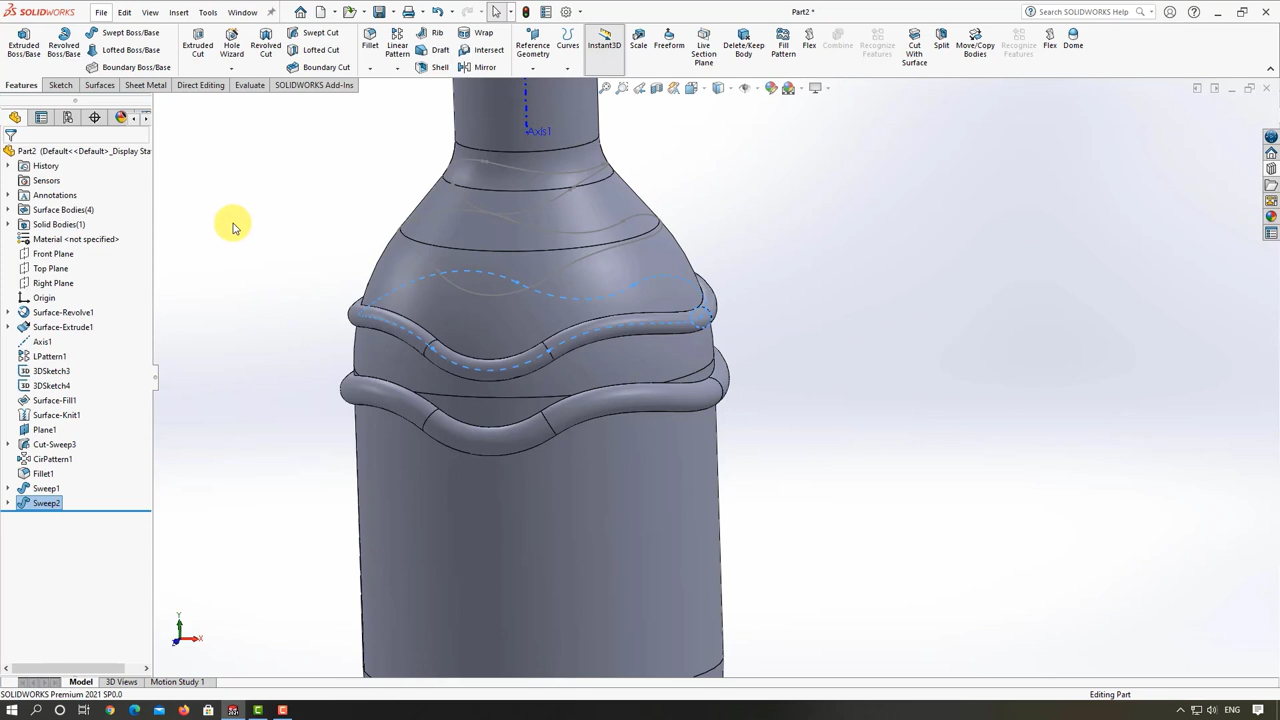 SOLIDWORKS
File
Edit
View
Insert
Tools
Window
Part2 *
Search SOLIDWORKS Help
Extruded Boss/Base
Revolved Boss/Base
Swept Boss/Base
Lofted Boss/Base
Boundary Boss/Base
Extruded Cut
Hole Wizard
Revolved Cut
Swept Cut
Lofted Cut
Boundary Cut
Fillet
Linear Pattern
Rib
Draft
Shell
Wrap
Intersect
Mirror
Reference Geometry
Curves
Instant3D
Scale
Freeform
Live Section Plane
Delete/Keep Body
Fill Pattern
Combine
Recognize Features
Flex
Cut With Surface
Split
Move/Copy Bodies
Recognize Features
Flex
Dome
Features
Sketch
Surfaces
Sheet Metal
Direct Editing
Evaluate
SOLIDWORKS Add-Ins
Part2 (Default<<Default>_Display Sta
History
Sensors
Annotations
Surface Bodies(4)
Solid Bodies(1)
Material <not specified>
Front Plane
Top Plane
Right Plane
Origin
Surface-Revolve1
Surface-Extrude1
Axis1
LPattern1
3D 3DSketch3
3D 3DSketch4
Surface-Fill1
Surface-Knit1
Plane1
Cut-Sweep3
CirPattern1
Fillet1
Sweep1
Sweep2
Axis1
Y
X
Z
Model
3D Views
Motion Study 1
SOLIDWORKS Premium 2021 SP0.0
Editing Part
ENG